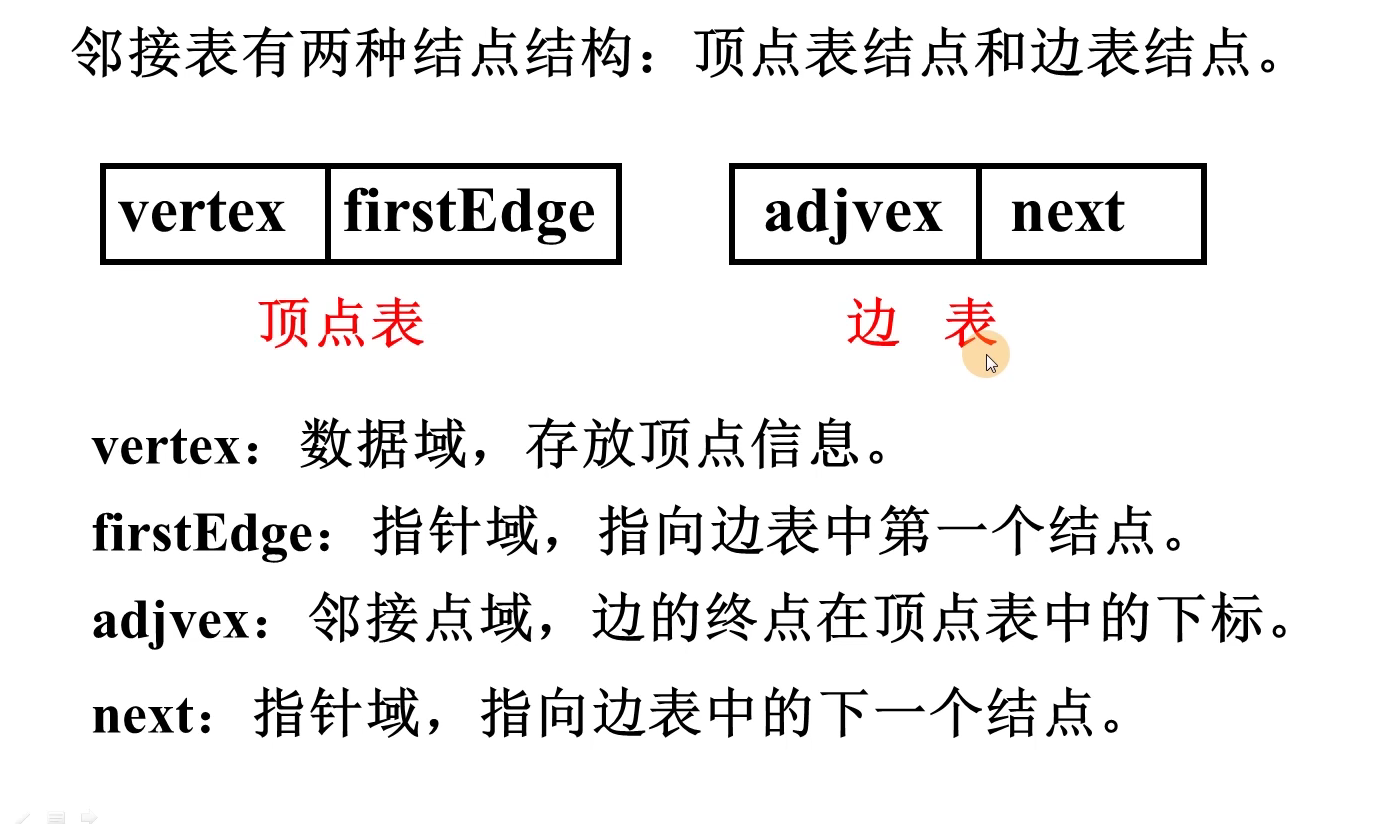 邻接表有两种结点结构：顶点表结点和边表结点。
vertex firstEdge adjvex next
顶点表 边 表
vertex：数据域，存放顶点信息。
firstEdge：指针域，指向边表中第一个结点。
adjvex：邻接点域，边的终点在顶点表中的下标。
next：指针域，指向边表中的下一个结点。